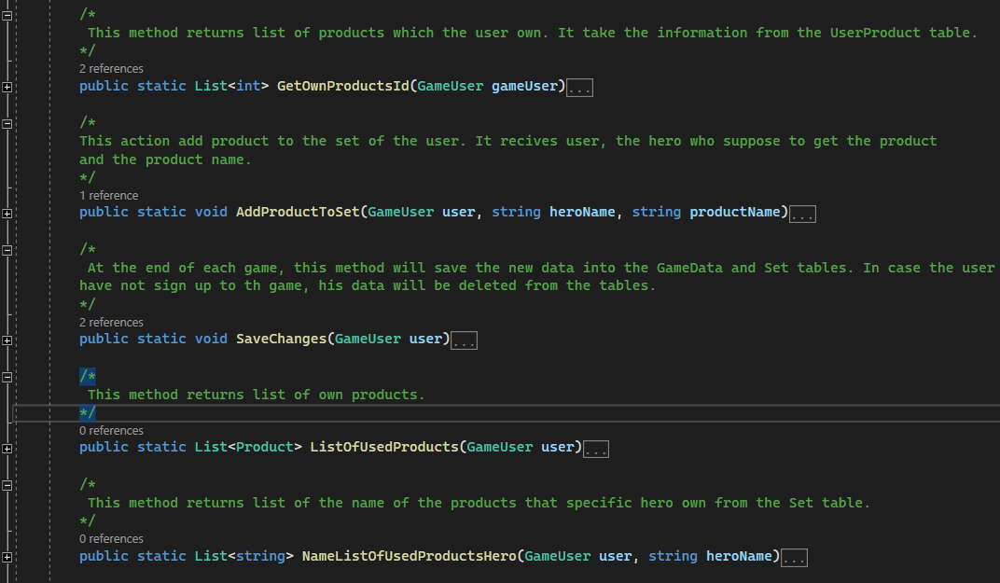 /*
This method returns list of products which the user own. It take the information from the UserProduct table.
*/
2 references
public static List<int> GetOwnProductsId(GameUser gameUser)...
/*
This action add product to the set of the user. It recives user, the hero who suppose to get the product
and the product name.
*/
1 reference
public static void AddProductToSet(GameUser user, string heroName, string productName)...
/*
At the end of each game, this method will save the new data into the GameData and Set tables. In case the user
have not sign up to th game, his data will be deleted from the tables.
*/
2 references
public static void SaveChanges(GameUser user)...
/*
This method returns list of own products.
*/
0 references
public static List<Product> ListOfUsedProducts(GameUser user)...
/*
This method returns list of the name of the products that specific hero own from the Set table.
*/
0 references
public static List<string> NameListOfUsedProductsHero(GameUser user, string heroName)...